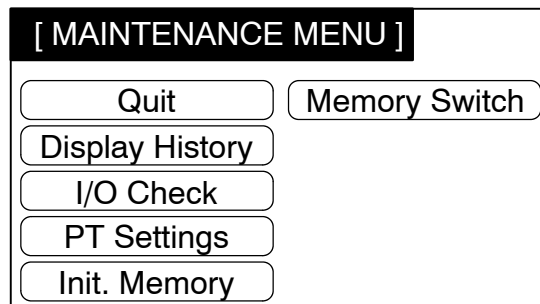 [ MAINTENANCE MENU ]
Quit Memory Switch
Display History
I/O Check
PT Settings
Init. Memory